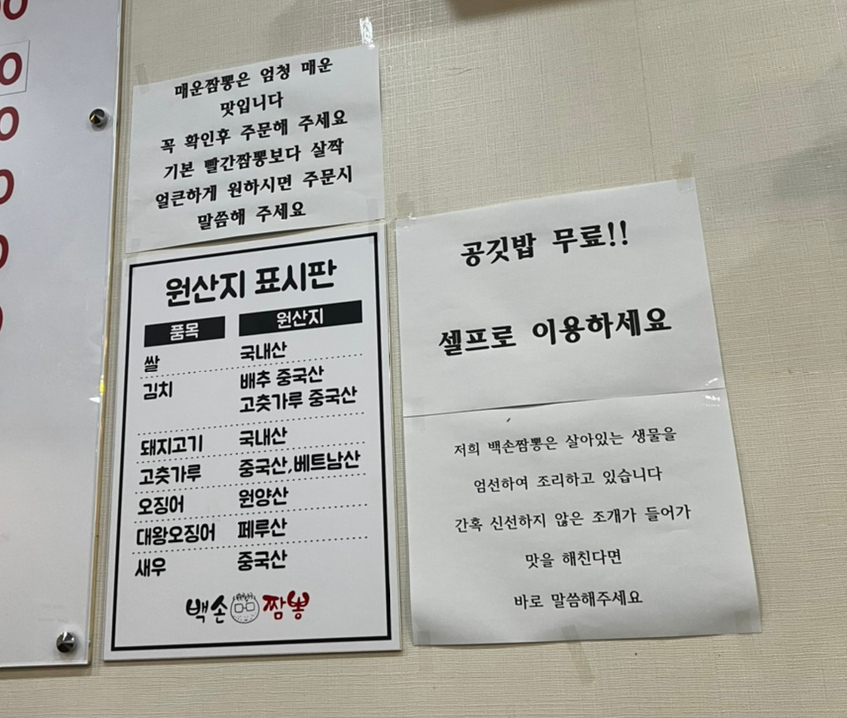 0
0
0
0
0
0
매운짬뽕은 엄청 매운
맛입니다
꼭 확인후 주문해 주세요
기본 빨간짬뽕보다 살짝
얼큰하게 원하시면 주문시
말씀해 주세요
원산지 표시판
품목 원산지
쌀 국내산
김치 배추 중국산
고춧가루 중국산
돼지고기 국내산
고춧가루 중국산,베트남산
오징어 원양산
대왕오징어 페루산
새우 중국산
백손 짬뽕
공깃밥 무료!!
셀프로 이용하세요
저희 백손짬뽕은 살아있는 생물을
엄선하여 조리하고 있습니다
간혹 신선하지 않은 조개가 들어가
맛을 해친다면
바로 말씀해주세요